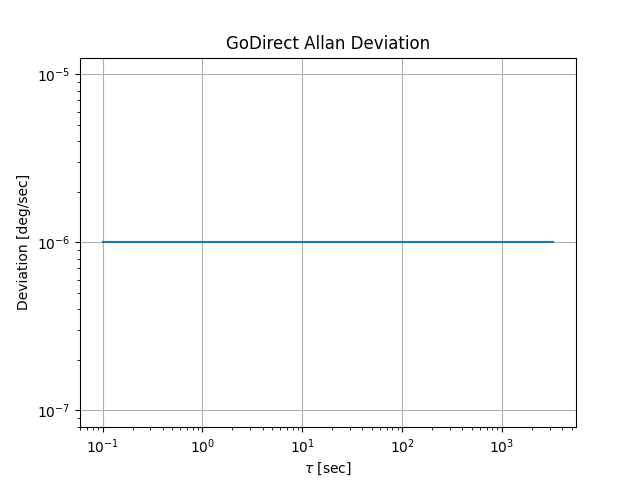 GoDirect Allan Deviation
10⁻⁵
10⁻⁶
10⁻⁷
Deviation [deg/sec]
10⁻¹ 10⁰ 10¹ 10² 10³
τ [sec]